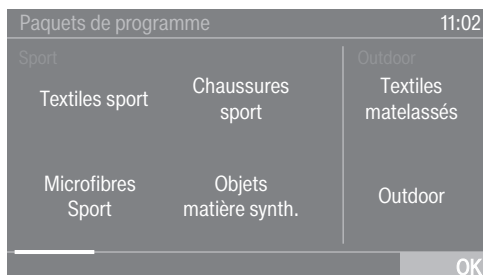 Paquets de programme 11:02
Sport
Outdoor
Textiles sport
Chaussures
sport
Textiles
matelassés
Microfibres
Sport
Objets
matière synth.
Outdoor
OK